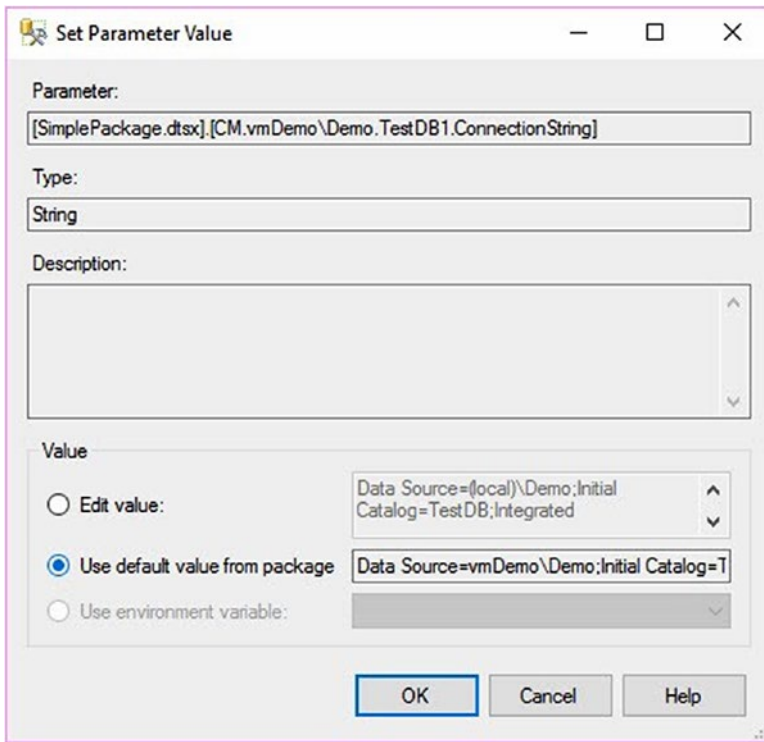 Set Parameter Value
Parameter:
[SimplePackage.dtsx].[CM.vmDemo\Demo.TestDB1.ConnectionString]
Type:
String
Description:
Value
Edit value:
Data Source=(local)\Demo;Initial
Catalog=TestDB;Integrated
Use default value from package
Data Source=vmDemo\Demo;Initial Catalog=T
Use environment variable:
OK
Cancel
Help